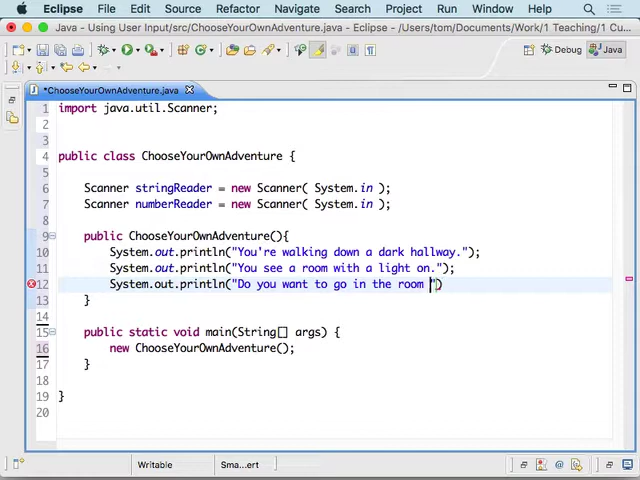 Eclipse File Edit Source Refactor Navigate Search Project Run Window Help
Java - Using User Input/src/ChooseYourOwnAdventure.java - Eclipse - /Users/tom/Documents/Work/1 Teaching/1 Cu...
Debug Java
*ChooseYourOwnAdventure.java
1 import java.util.Scanner;
2
3
4 public class ChooseYourOwnAdventure {
5
6 Scanner stringReader = new Scanner( System.in );
7 Scanner numberReader = new Scanner( System.in );
8
9 public ChooseYourOwnAdventure(){
10 System.out.println("You're walking down a dark hallway.");
11 System.out.println("You see a room with a light on.");
12 System.out.println("Do you want to go in the room ")
13 }
14
15 public static void main(String[] args) {
16 new ChooseYourOwnAdventure();
17 }
18
19 }
20
Writable Sma...ert